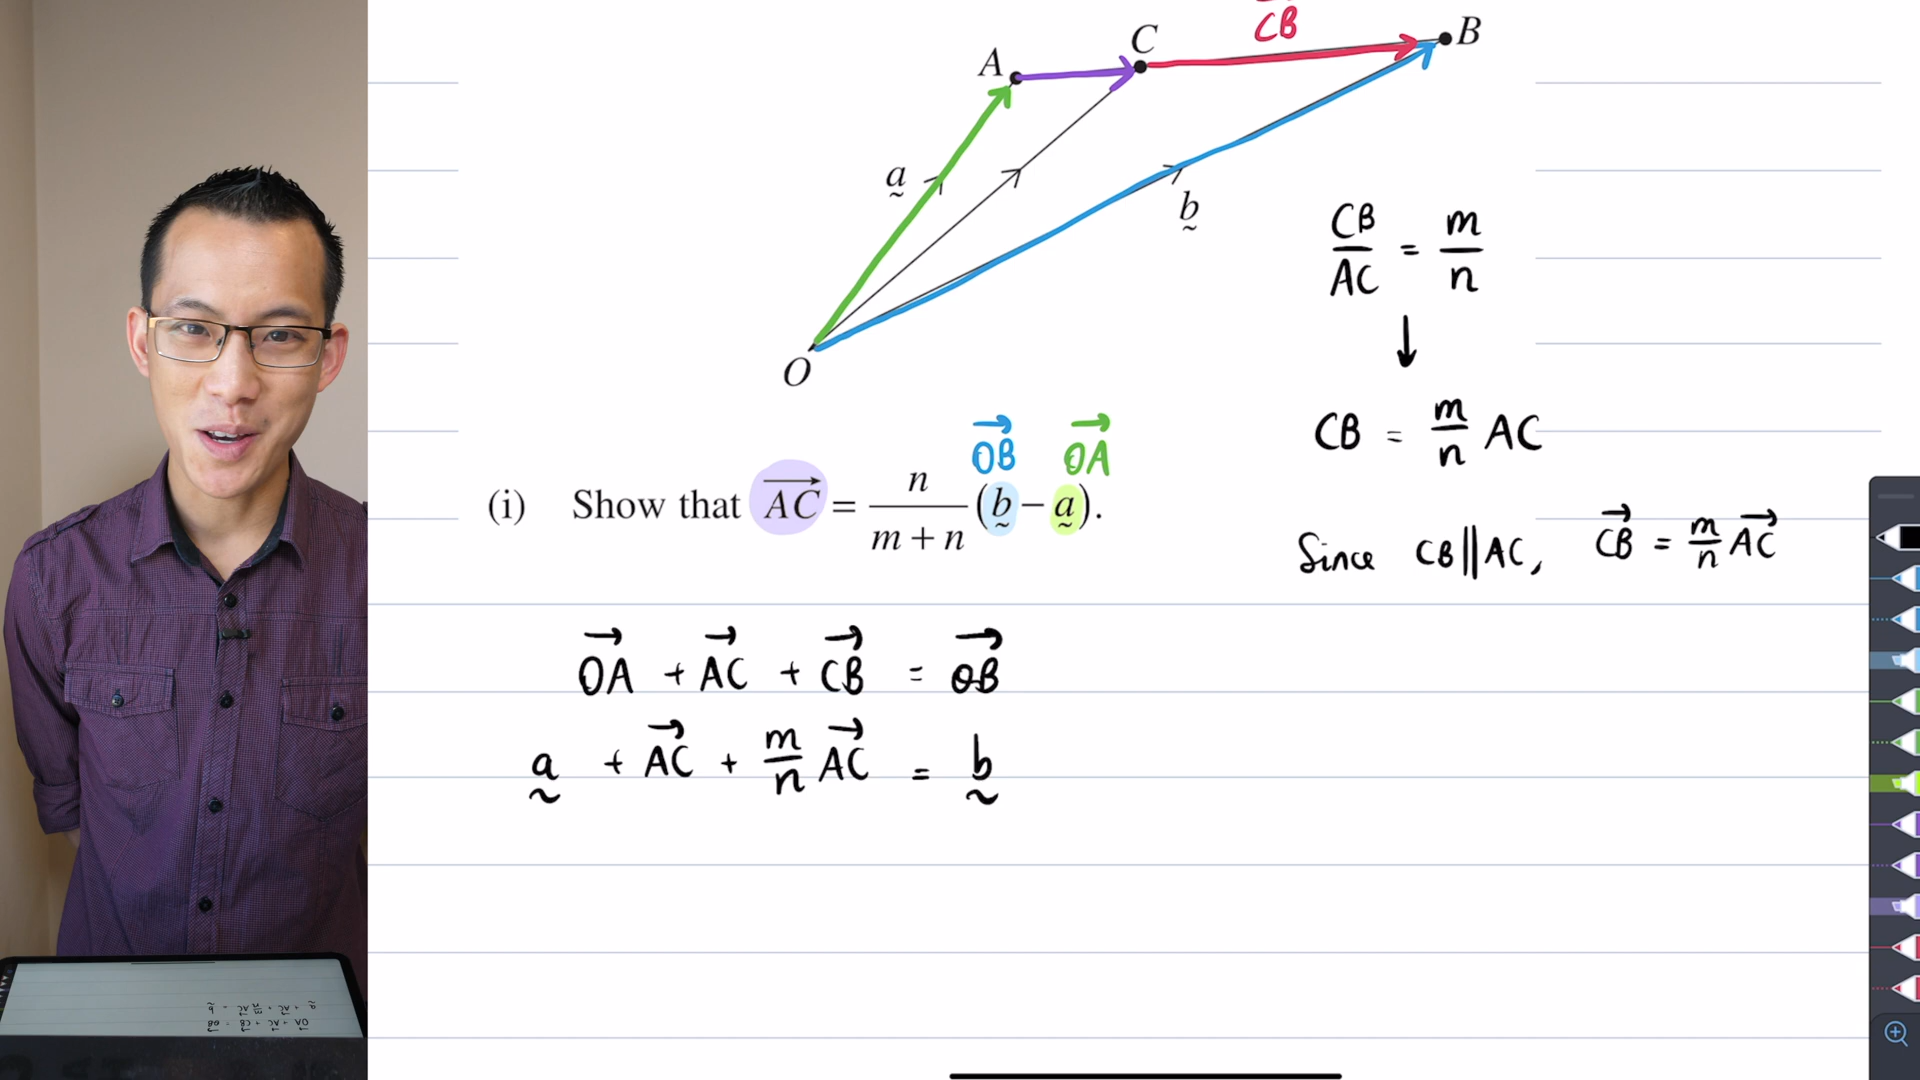 CB
A
C
B
a
b
O
CB/AC = m/n
↓
CB = m/n AC
OB→ OA→
(i) Show that AC→ = n/(m + n) (b − a).
Since CB || AC, CB→ = m/n AC→
OA→ + AC→ + CB→ = OB→
a + AC→ + m/n AC→ = b